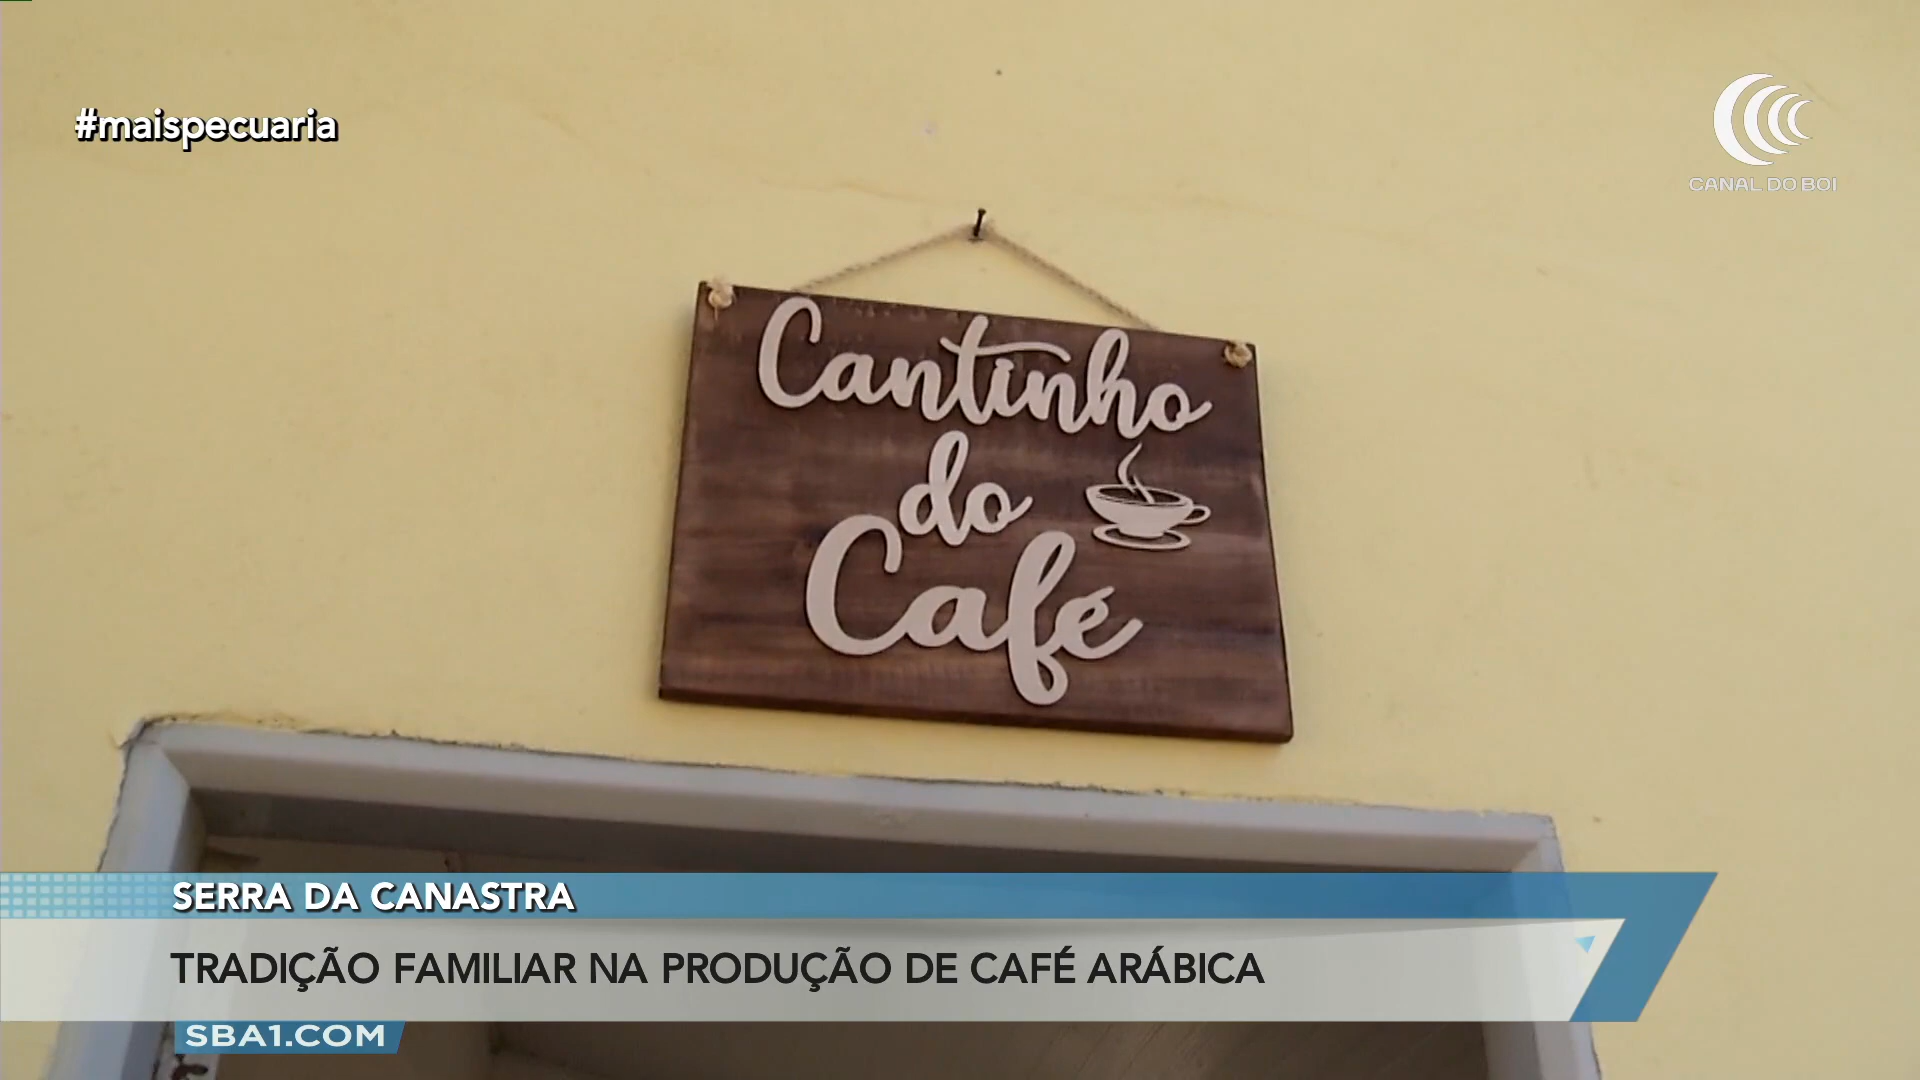 #maispecuaria
CANAL DO BOI
Cantinho
do
Café
SERRA DA CANASTRA
TRADIÇÃO FAMILIAR NA PRODUÇÃO DE CAFÉ ARÁBICA
SBA1.COM